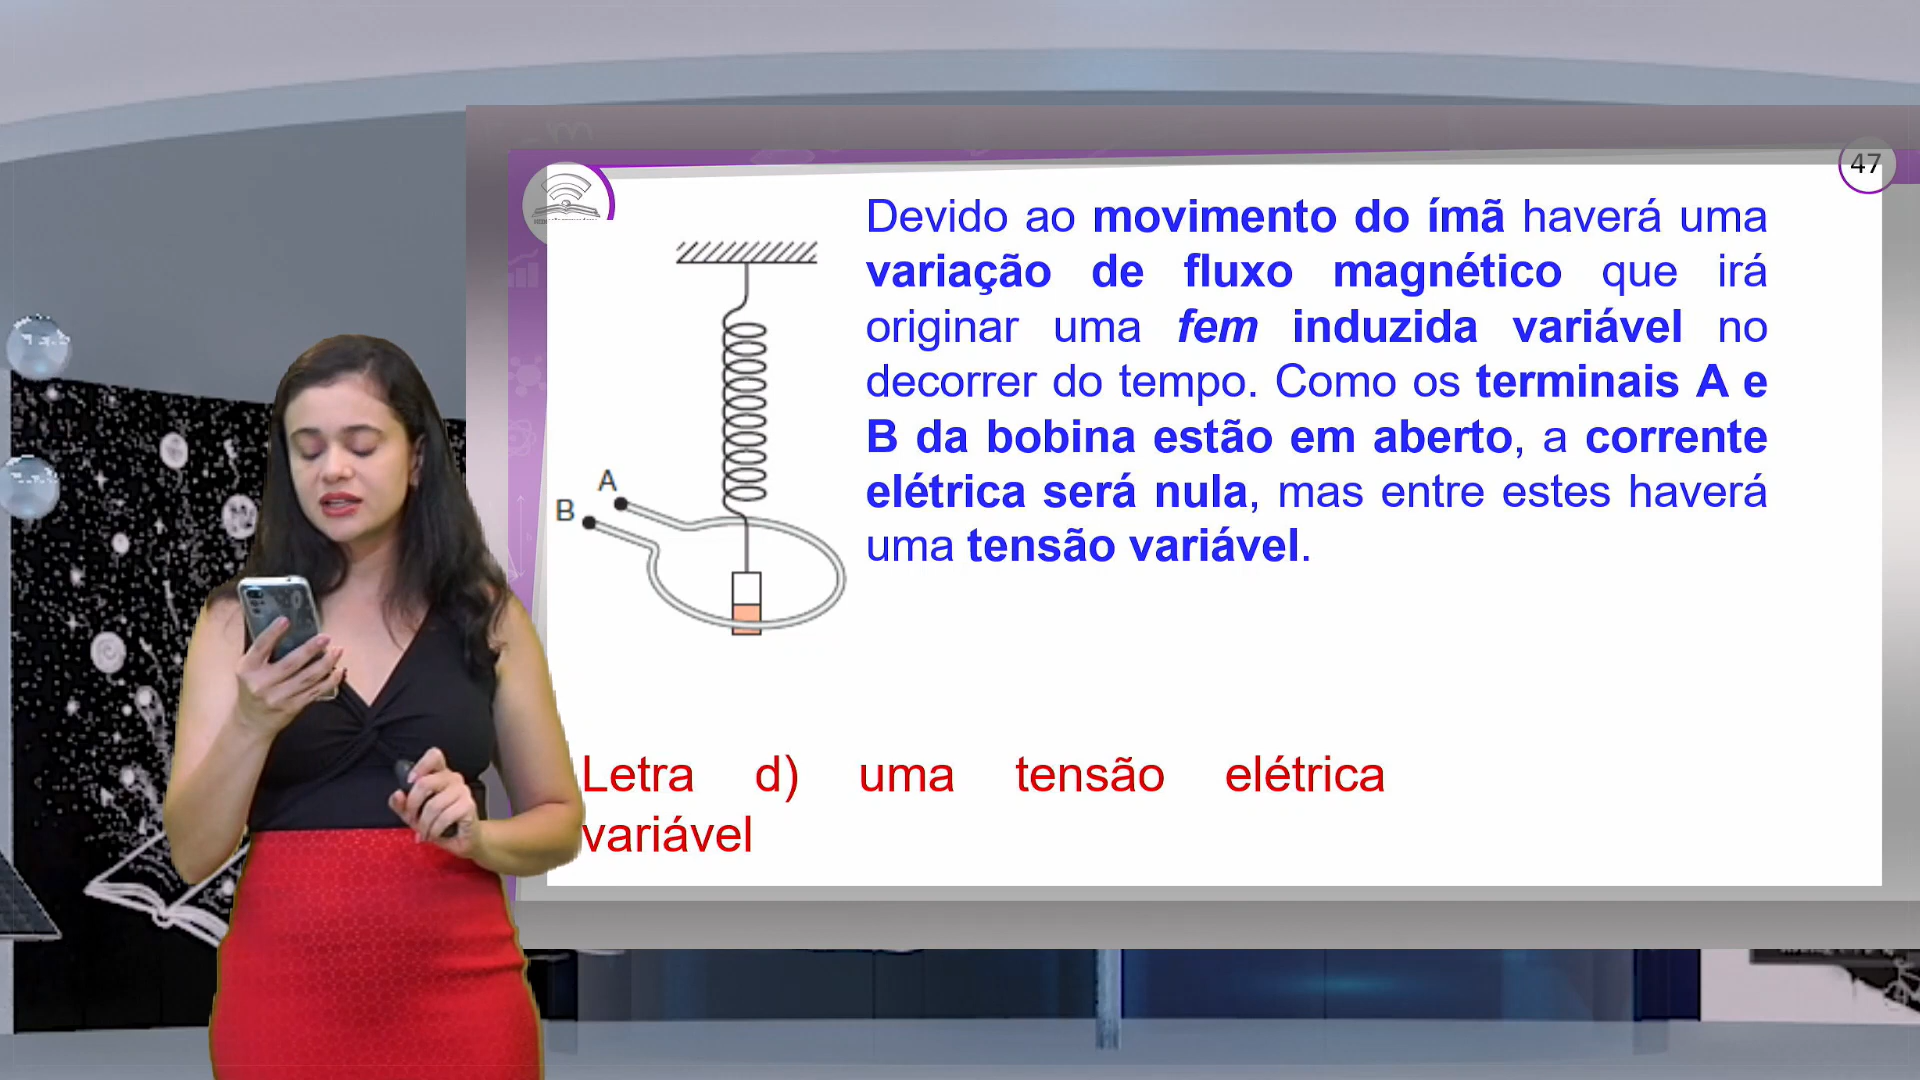 47
Devido ao movimento do ímã haverá uma
variação de fluxo magnético que irá
originar uma fem induzida variável no
decorrer do tempo. Como os terminais A e
B da bobina estão em aberto, a corrente
elétrica será nula, mas entre estes haverá
uma tensão variável.
A
B
Letra d) uma tensão elétrica
variável